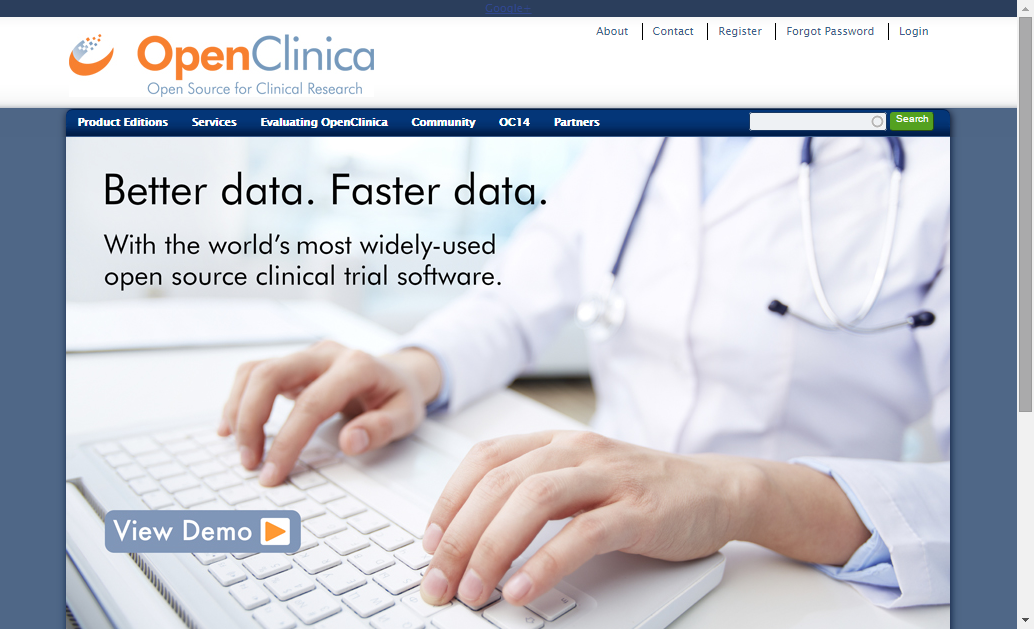 Google+
OpenClinica
Open Source for Clinical Research
About
Contact
Register
Forgot Password
Login
Product Editions
Services
Evaluating OpenClinica
Community
OC14
Partners
Search
Better data. Faster data.
With the world's most widely-used
open source clinical trial software.
View Demo